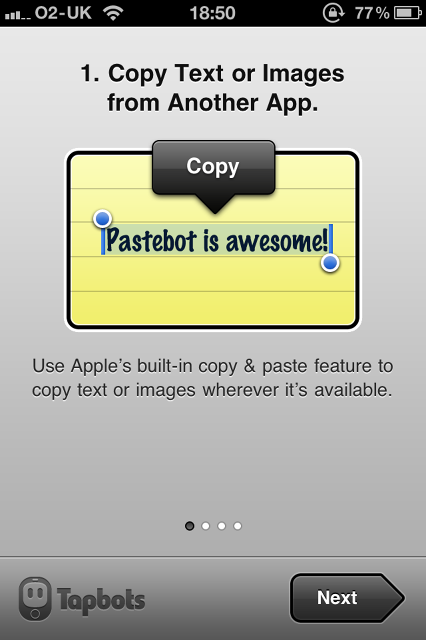 O2-UK 18:50 77%
1. Copy Text or Images
from Another App.
Copy
Pastebot is awesome!
Use Apple's built-in copy & paste feature to
copy text or images wherever it's available.
Tapbots
Next